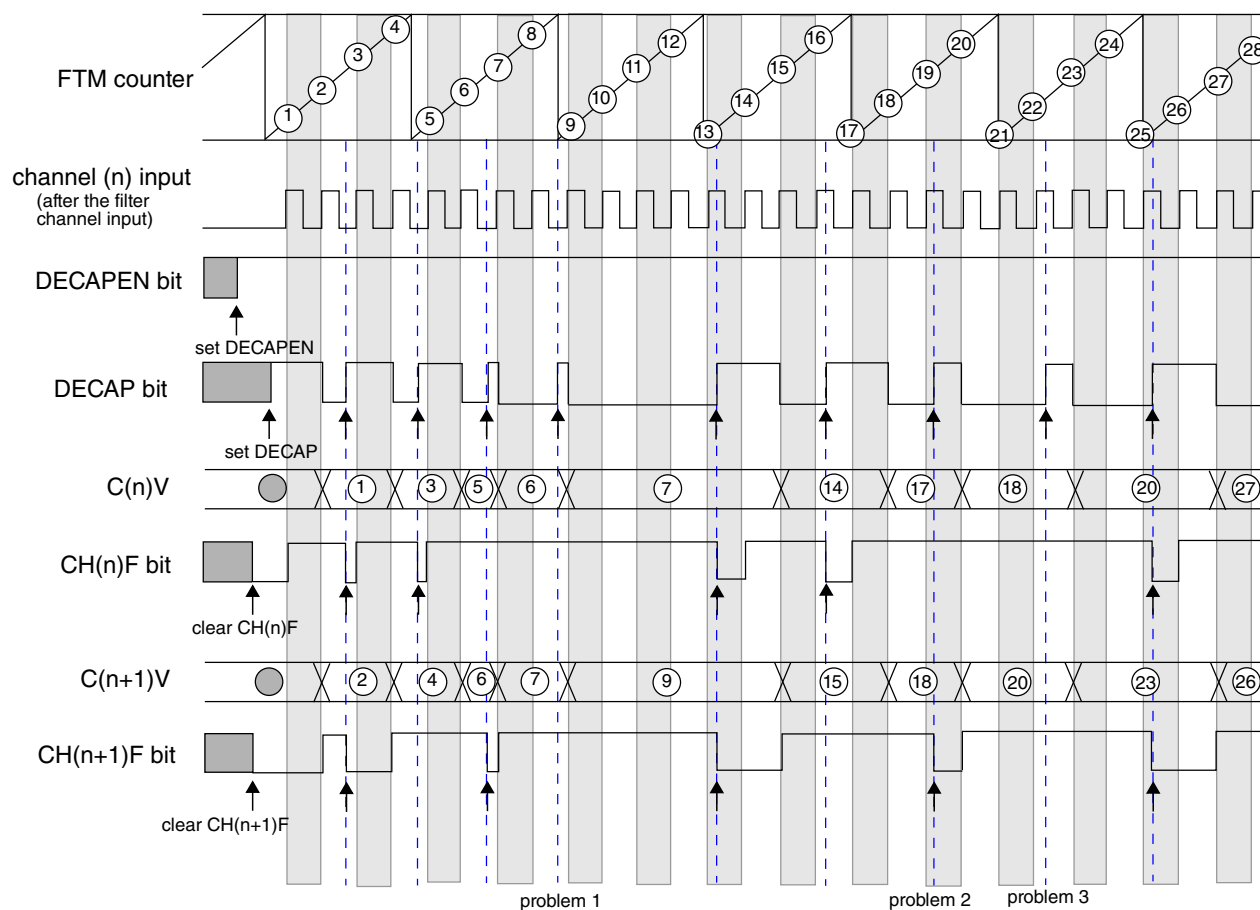 FTM counter
1 2 3 4 5 6 7 8 9 10 11 12 13 14 15 16 17 18 19 20 21 22 23 24 25 26 27 28
channel (n) input
(after the filter
channel input)
DECAPEN bit
set DECAPEN
DECAP bit
set DECAP
C(n)V
1 3 5 6 7 14 17 18 20 27
CH(n)F bit
clear CH(n)F
C(n+1)V
2 4 6 7 9 15 18 20 23 26
CH(n+1)F bit
clear CH(n+1)F
problem 1 problem 2 problem 3